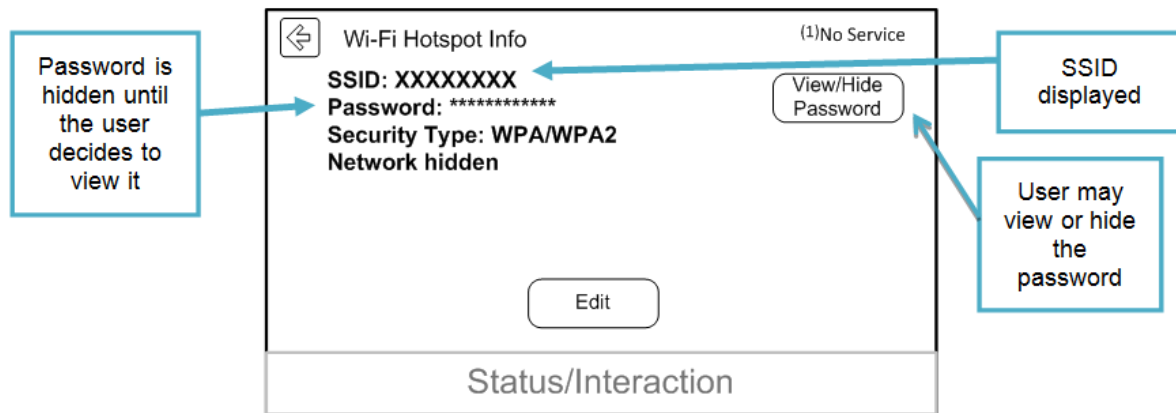 Password is
hidden until
the user
decides to
view it
Wi-Fi Hotspot Info
(1)No Service
SSID: XXXXXXXX
Password: ************
Security Type: WPA/WPA2
Network hidden
View/Hide
Password
Edit
Status/Interaction
SSID
displayed
User may
view or hide
the
password